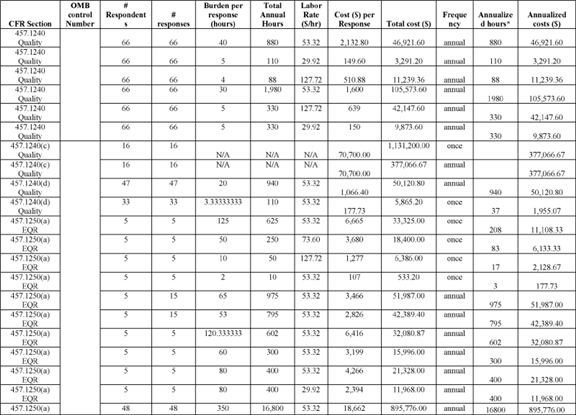 CFR Section | OMB control Number | # Respondents | # responses | Burden per response (hours) | Total Annual Hours | Labor Rate ($/hr) | Cost ($) per Response | Total cost ($) | Frequency | Annualized hours* | Annualized costs ($)
457.1240 Quality | 66 | 66 | 40 | 880 | 53.32 | 2,132.80 | 46,921.60 | annual | 880 | 46,921.60
457.1240 Quality | 66 | 66 | 5 | 110 | 29.92 | 149.60 | 3,291.20 | annual | 110 | 3,291.20
457.1240 Quality | 66 | 66 | 4 | 88 | 127.72 | 510.88 | 11,239.36 | annual | 88 | 11,239.36
457.1240 Quality | 66 | 66 | 30 | 1,980 | 53.32 | 1,600 | 105,573.60 | annual | 1980 | 105,573.60
457.1240 Quality | 66 | 66 | 5 | 330 | 127.72 | 639 | 42,147.60 | annual | 330 | 42,147.60
457.1240 Quality | 66 | 66 | 5 | 330 | 29.92 | 150 | 9,873.60 | annual | 330 | 9,873.60
457.1240(c) Quality | 16 | 16 | N/A | N/A | N/A | 70,700.00 | 1,131,200.00 | once | 377,066.67
457.1240(c) Quality | 16 | 16 | N/A | N/A | N/A | 70,700.00 | 377,066.67 | annual | 377,066.67
457.1240(d) Quality | 47 | 47 | 20 | 940 | 53.32 | 1,066.40 | 50,120.80 | annual | 940 | 50,120.80
457.1240(d) Quality | 33 | 33 | 3.33333333 | 110 | 53.32 | 177.73 | 5,865.20 | once | 37 | 1,955.07
457.1250(a) EQR | 5 | 5 | 125 | 625 | 53.32 | 6,665 | 33,325.00 | once | 208 | 11,108.33
457.1250(a) EQR | 5 | 5 | 50 | 250 | 73.60 | 3,680 | 18,400.00 | once | 83 | 6,133.33
457.1250(a) EQR | 5 | 5 | 10 | 50 | 127.72 | 1,277 | 6,386.00 | once | 17 | 2,128.67
457.1250(a) EQR | 5 | 5 | 2 | 10 | 53.32 | 107 | 533.20 | once | 3 | 177.73
457.1250(a) EQR | 5 | 15 | 65 | 975 | 53.32 | 3,466 | 51,987.00 | annual | 975 | 51,987.00
457.1250(a) EQR | 5 | 15 | 53 | 795 | 53.32 | 2,826 | 42,389.40 | annual | 795 | 42,389.40
457.1250(a) EQR | 5 | 5 | 120.333333 | 602 | 53.32 | 6,416 | 32,080.87 | annual | 602 | 32,080.87
457.1250(a) EQR | 5 | 5 | 60 | 300 | 53.32 | 3,199 | 15,996.00 | annual | 300 | 15,996.00
457.1250(a) EQR | 5 | 5 | 80 | 400 | 53.32 | 4,266 | 21,328.00 | annual | 400 | 21,328.00
457.1250(a) EQR | 5 | 5 | 80 | 400 | 29.92 | 2,394 | 11,968.00 | annual | 400 | 11,968.00
457.1250(a) | 48 | 48 | 350 | 16,800 | 53.32 | 18,662 | 895,776.00 | annual | 16800 | 895,776.00